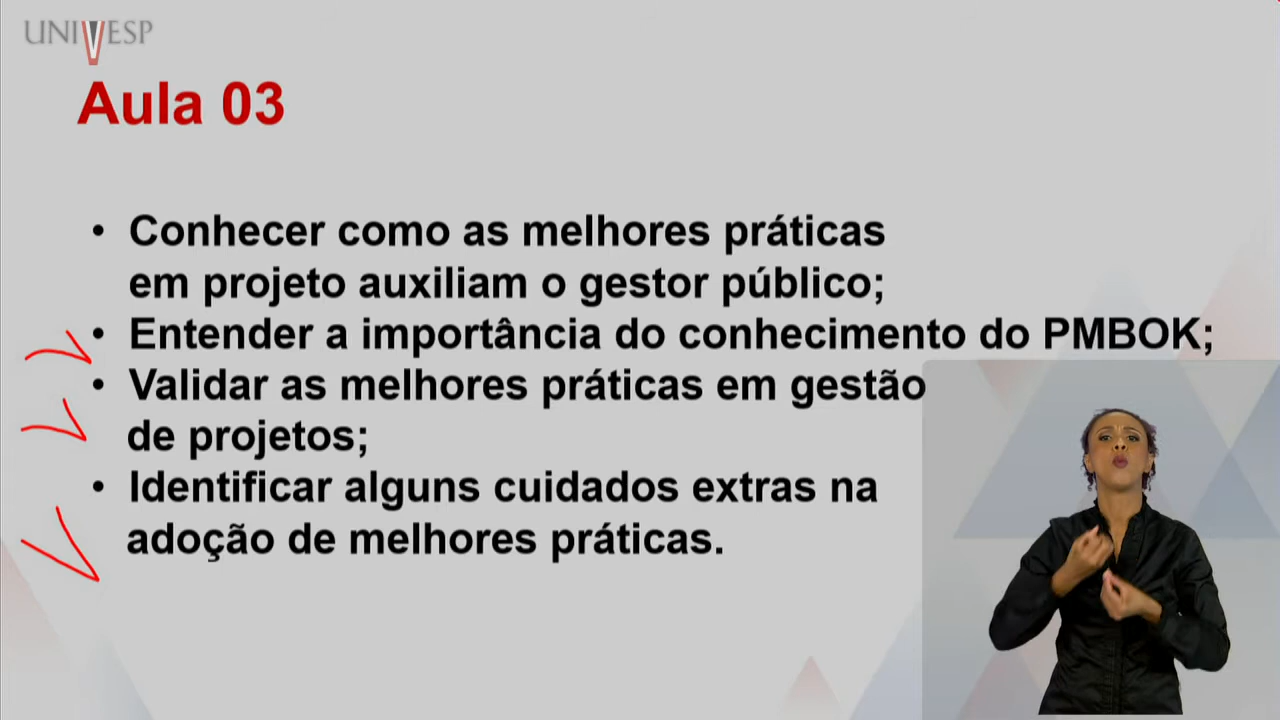 UNIVESP
Aula 03
• Conhecer como as melhores práticas
em projeto auxiliam o gestor público;
• Entender a importância do conhecimento do PMBOK;
• Validar as melhores práticas em gestão
de projetos;
• Identificar alguns cuidados extras na
adoção de melhores práticas.